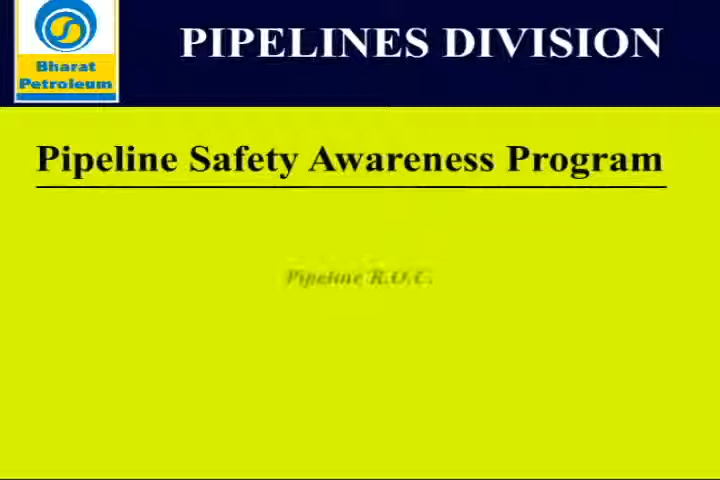 PIPELINES DIVISION
Bharat
Petroleum
Pipeline Safety Awareness Program
Pipeline R.O.C.